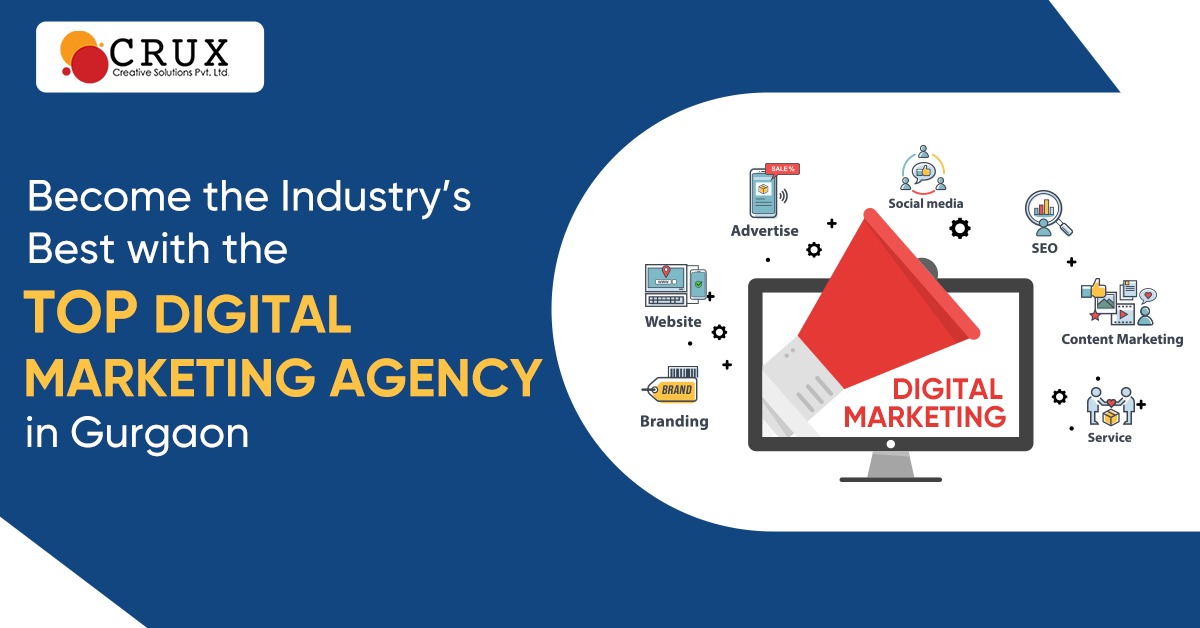 CRUX
Creative Solutions Pvt. Ltd.
Become the Industry's
Best with the
TOP DIGITAL
MARKETING AGENCY
in Gurgaon
SALE %
Advertise
Social media
SEO
WWW
Website
Content Marketing
BRAND
Branding
DIGITAL
MARKETING
Service